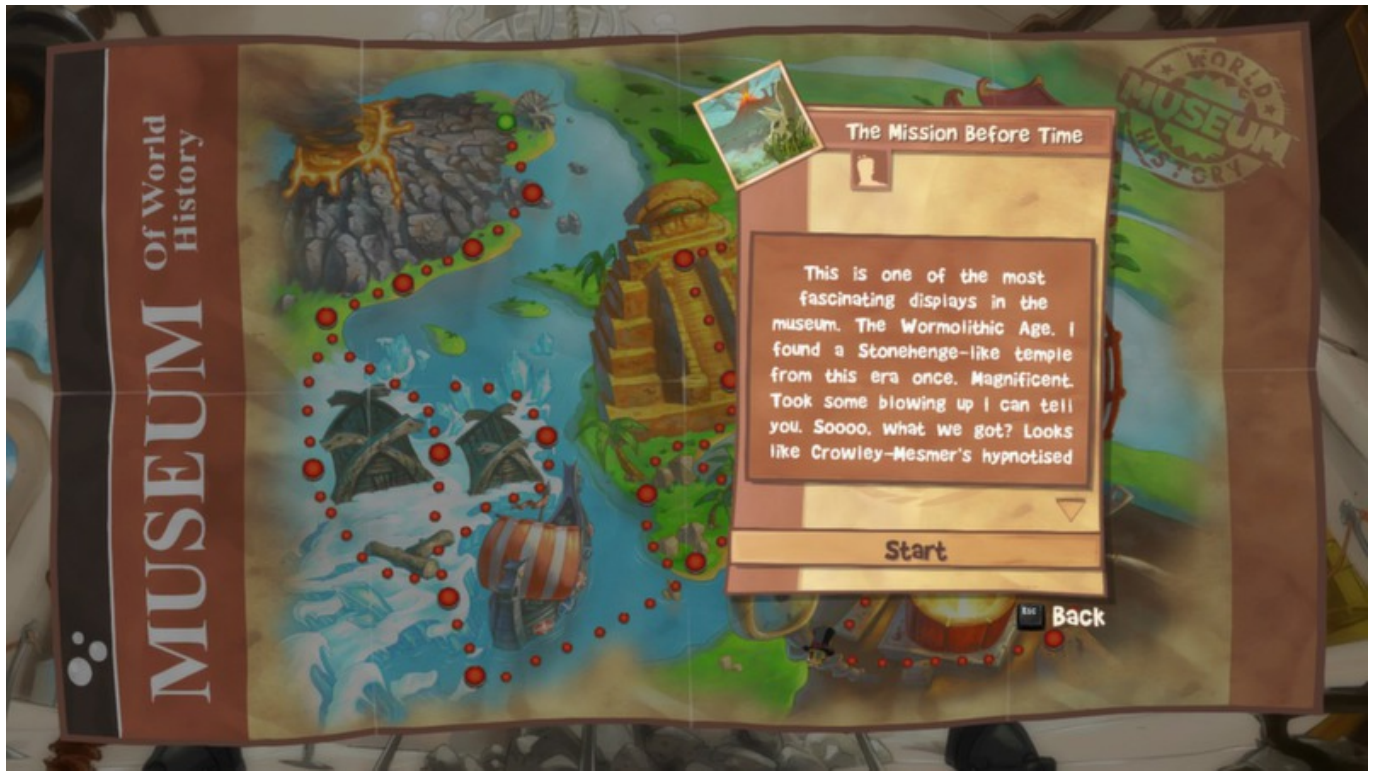 MUSEUM
Of World
History
WORLD
MUSEUM
HISTORY
The Mission Before Time
This is one of the most
fascinating displays in the
museum. The Wormolithic Age. I
found a Stonehenge-like temple
from this era once. Magnificent.
Took some blowing up I can tell
you. Soooo, what we got? Looks
like Crowley-Mesmer's hypnotised
Start
Esc
Back